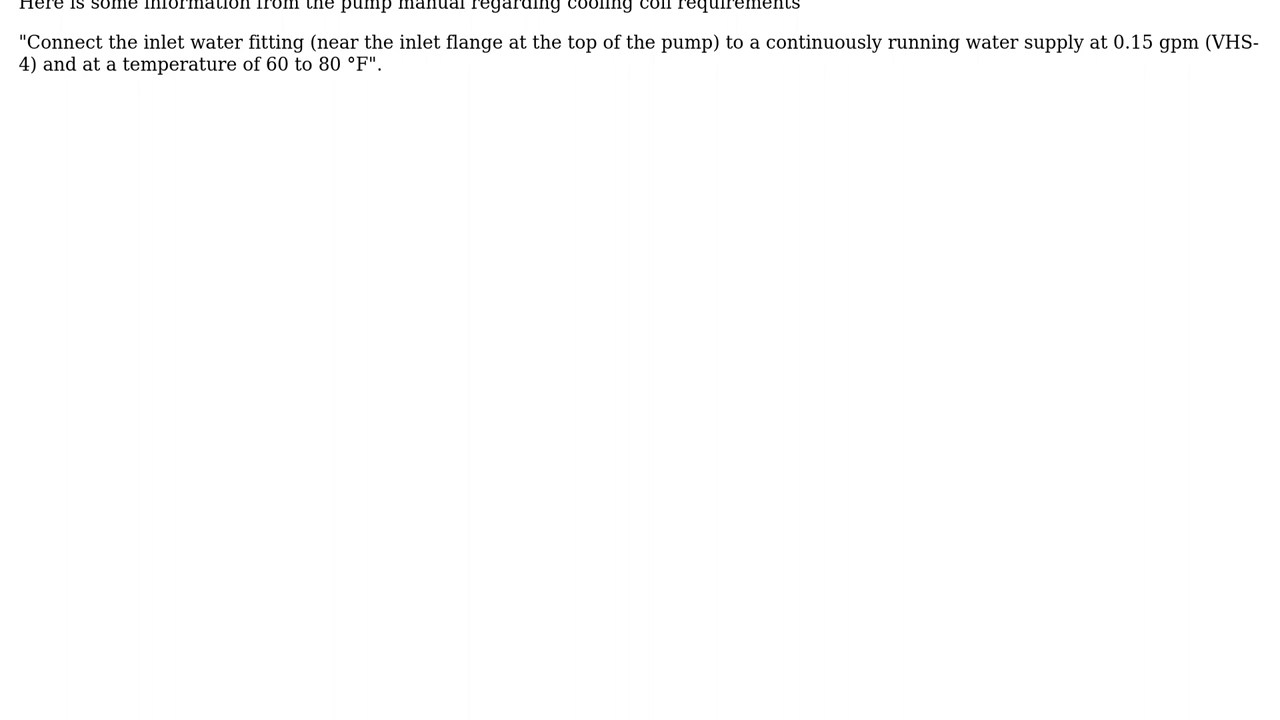 Here is some information from the pump manual regarding cooling coil requirements
"Connect the inlet water fitting (near the inlet flange at the top of the pump) to a continuously running water supply at 0.15 gpm (VHS-
4) and at a temperature of 60 to 80 °F".